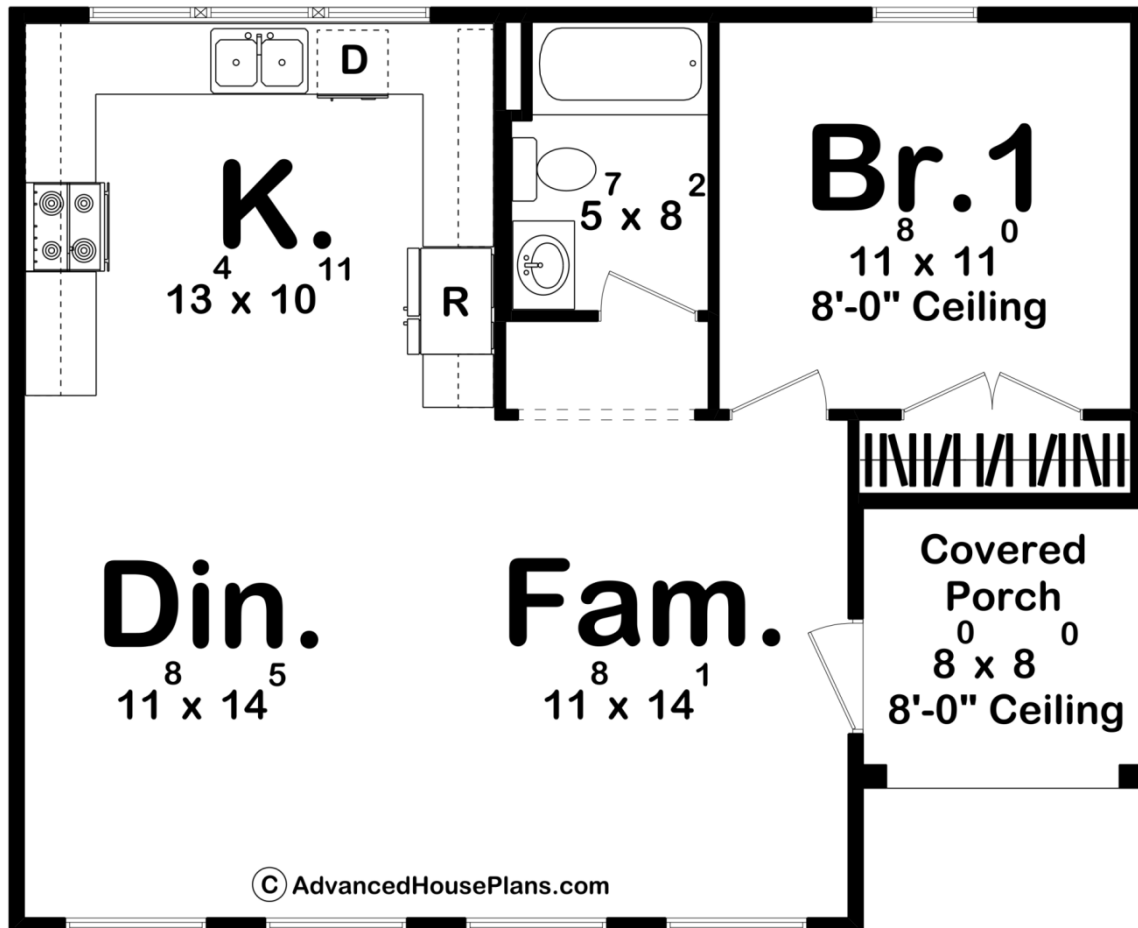 D
K.
13⁴ x 10¹¹
R
5⁷ x 8²
Br.1
11⁸ x 11⁰
8'-0" Ceiling
Din.
11⁸ x 14⁵
Fam.
11⁸ x 14¹
Covered
Porch
8⁰ x 8⁰
8'-0" Ceiling
© AdvancedHousePlans.com